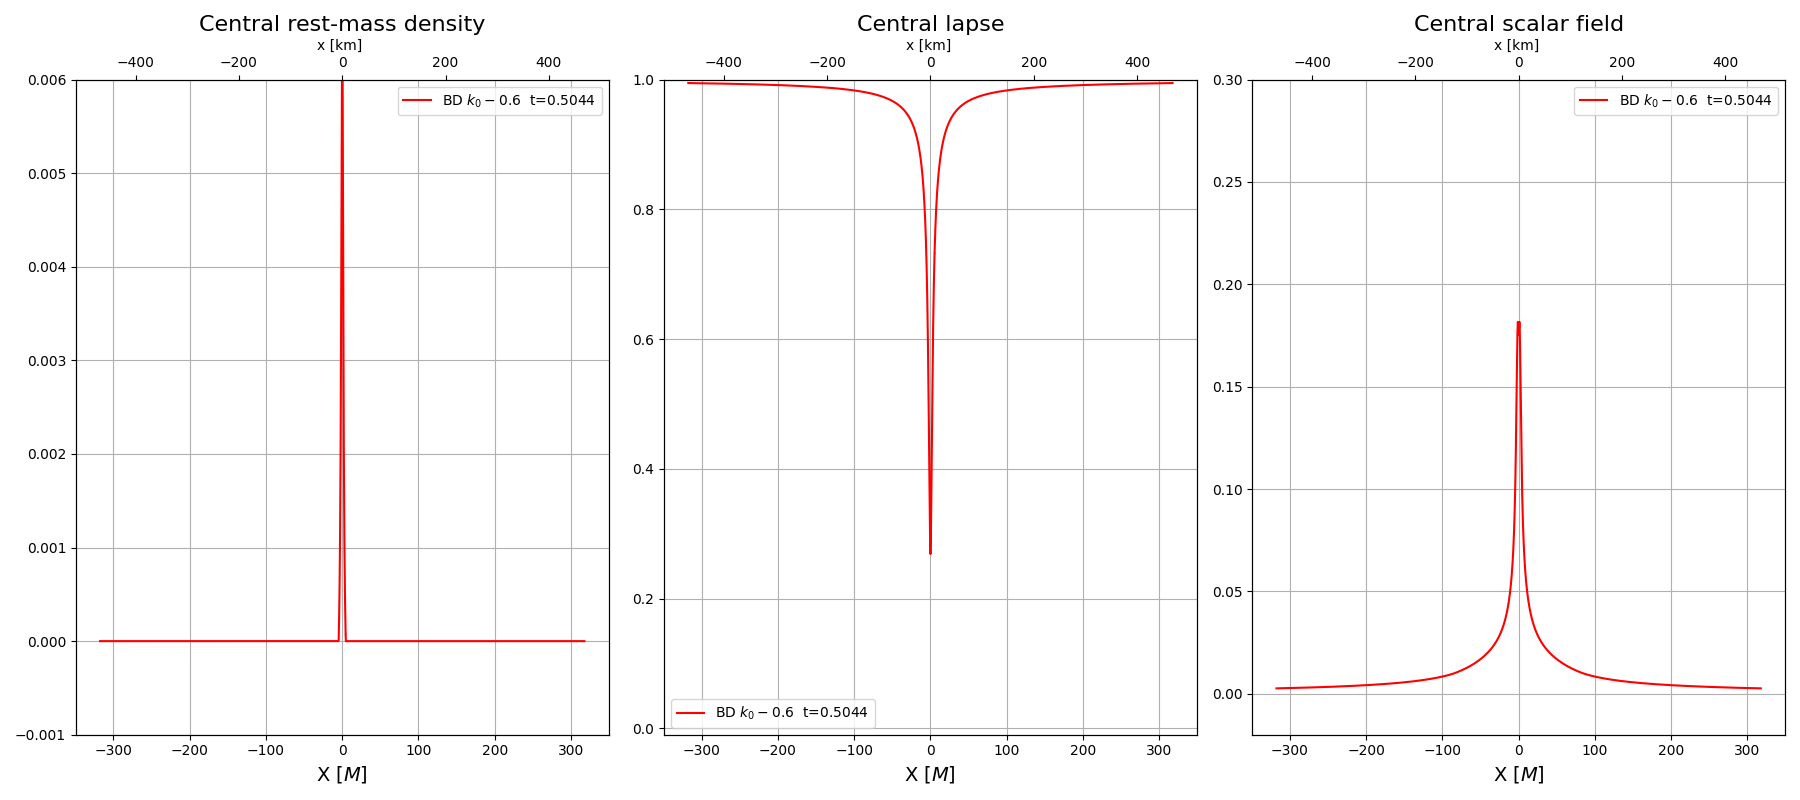 Central rest-mass density
x [km]
−400 −200 0 200 400
0.006
BD k₀ − 0.6 t=0.5044
0.005
0.004
0.003
0.002
0.001
0.000
−0.001
−300 −200 −100 0 100 200 300
X [M]
Central lapse
x [km]
−400 −200 0 200 400
1.0
0.8
0.6
0.4
0.2
BD k₀ − 0.6 t=0.5044
0.0
−300 −200 −100 0 100 200 300
X [M]
Central scalar field
x [km]
−400 −200 0 200 400
0.30
BD k₀ − 0.6 t=0.5044
0.25
0.20
0.15
0.10
0.05
0.00
−300 −200 −100 0 100 200 300
X [M]